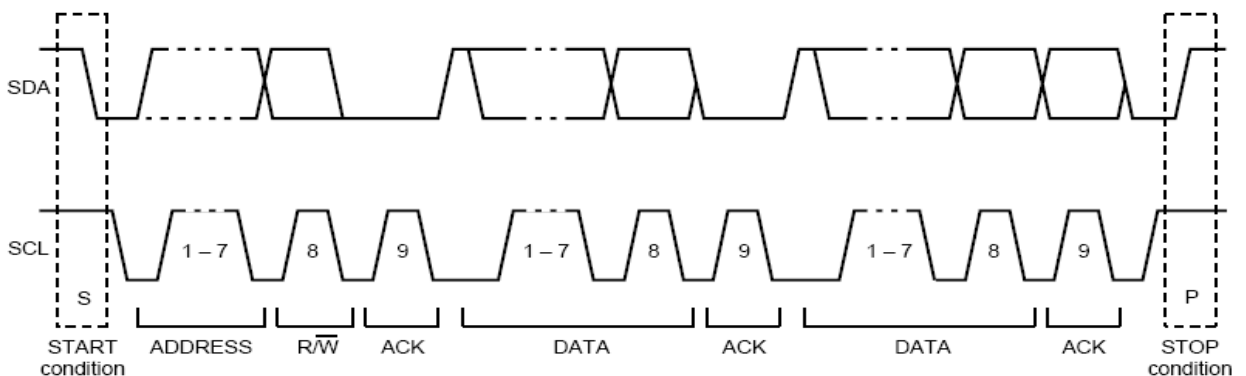 SDA
SCL
1 – 7
8
9
1 – 7
8
9
1 – 7
8
9
S
P
START
condition
ADDRESS
R/W̅
ACK
DATA
ACK
DATA
ACK
STOP
condition